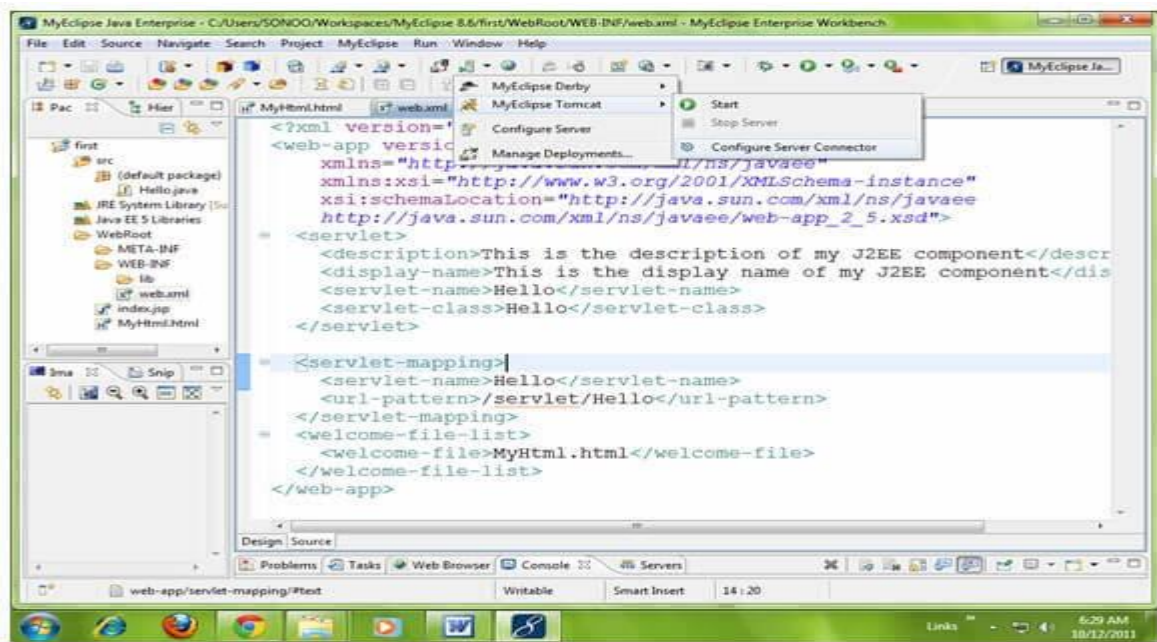 MyEclipse Java Enterprise - C:/Users/SONOO/Workspaces/MyEclipse 8.6/first/WebRoot/WEB-INF/web.xml - MyEclipse Enterprise Workbench
File Edit Source Navigate Search Project MyEclipse Run Window Help
MyEclipse Ja...
Pac Hier
MyHtml.html web.xml
MyEclipse Derby
MyEclipse Tomcat
Configure Server
Manage Deployments...
Start
Stop Server
Configure Server Connector
first
src
(default package)
Hello.java
JRE System Library
Java EE 5 Libraries
WebRoot
META-INF
WEB-INF
lib
web.xml
index.jsp
MyHtml.html
Ima Snip
<?xml version="
<web-app versio
xmlns="http /ns/javaee"
xmlns:xsi="http://www.w3.org/2001/XMLSchema-instance"
xsi:schemaLocation="http://java.sun.com/xml/ns/javaee
http://java.sun.com/xml/ns/javaee/web-app_2_5.xsd">
<servlet>
<description>This is the description of my J2EE component</descr
<display-name>This is the display name of my J2EE component</dis
<servlet-name>Hello</servlet-name>
<servlet-class>Hello</servlet-class>
</servlet>
<servlet-mapping>
<servlet-name>Hello</servlet-name>
<url-pattern>/servlet/Hello</url-pattern>
</servlet-mapping>
<welcome-file-list>
<welcome-file>MyHtml.html</welcome-file>
</welcome-file-list>
</web-app>
Design Source
Problems Tasks Web Browser Console Servers
web-app/servlet-mapping/#text Writable Smart Insert 14 : 20
Links
6:29 AM
10/12/2011